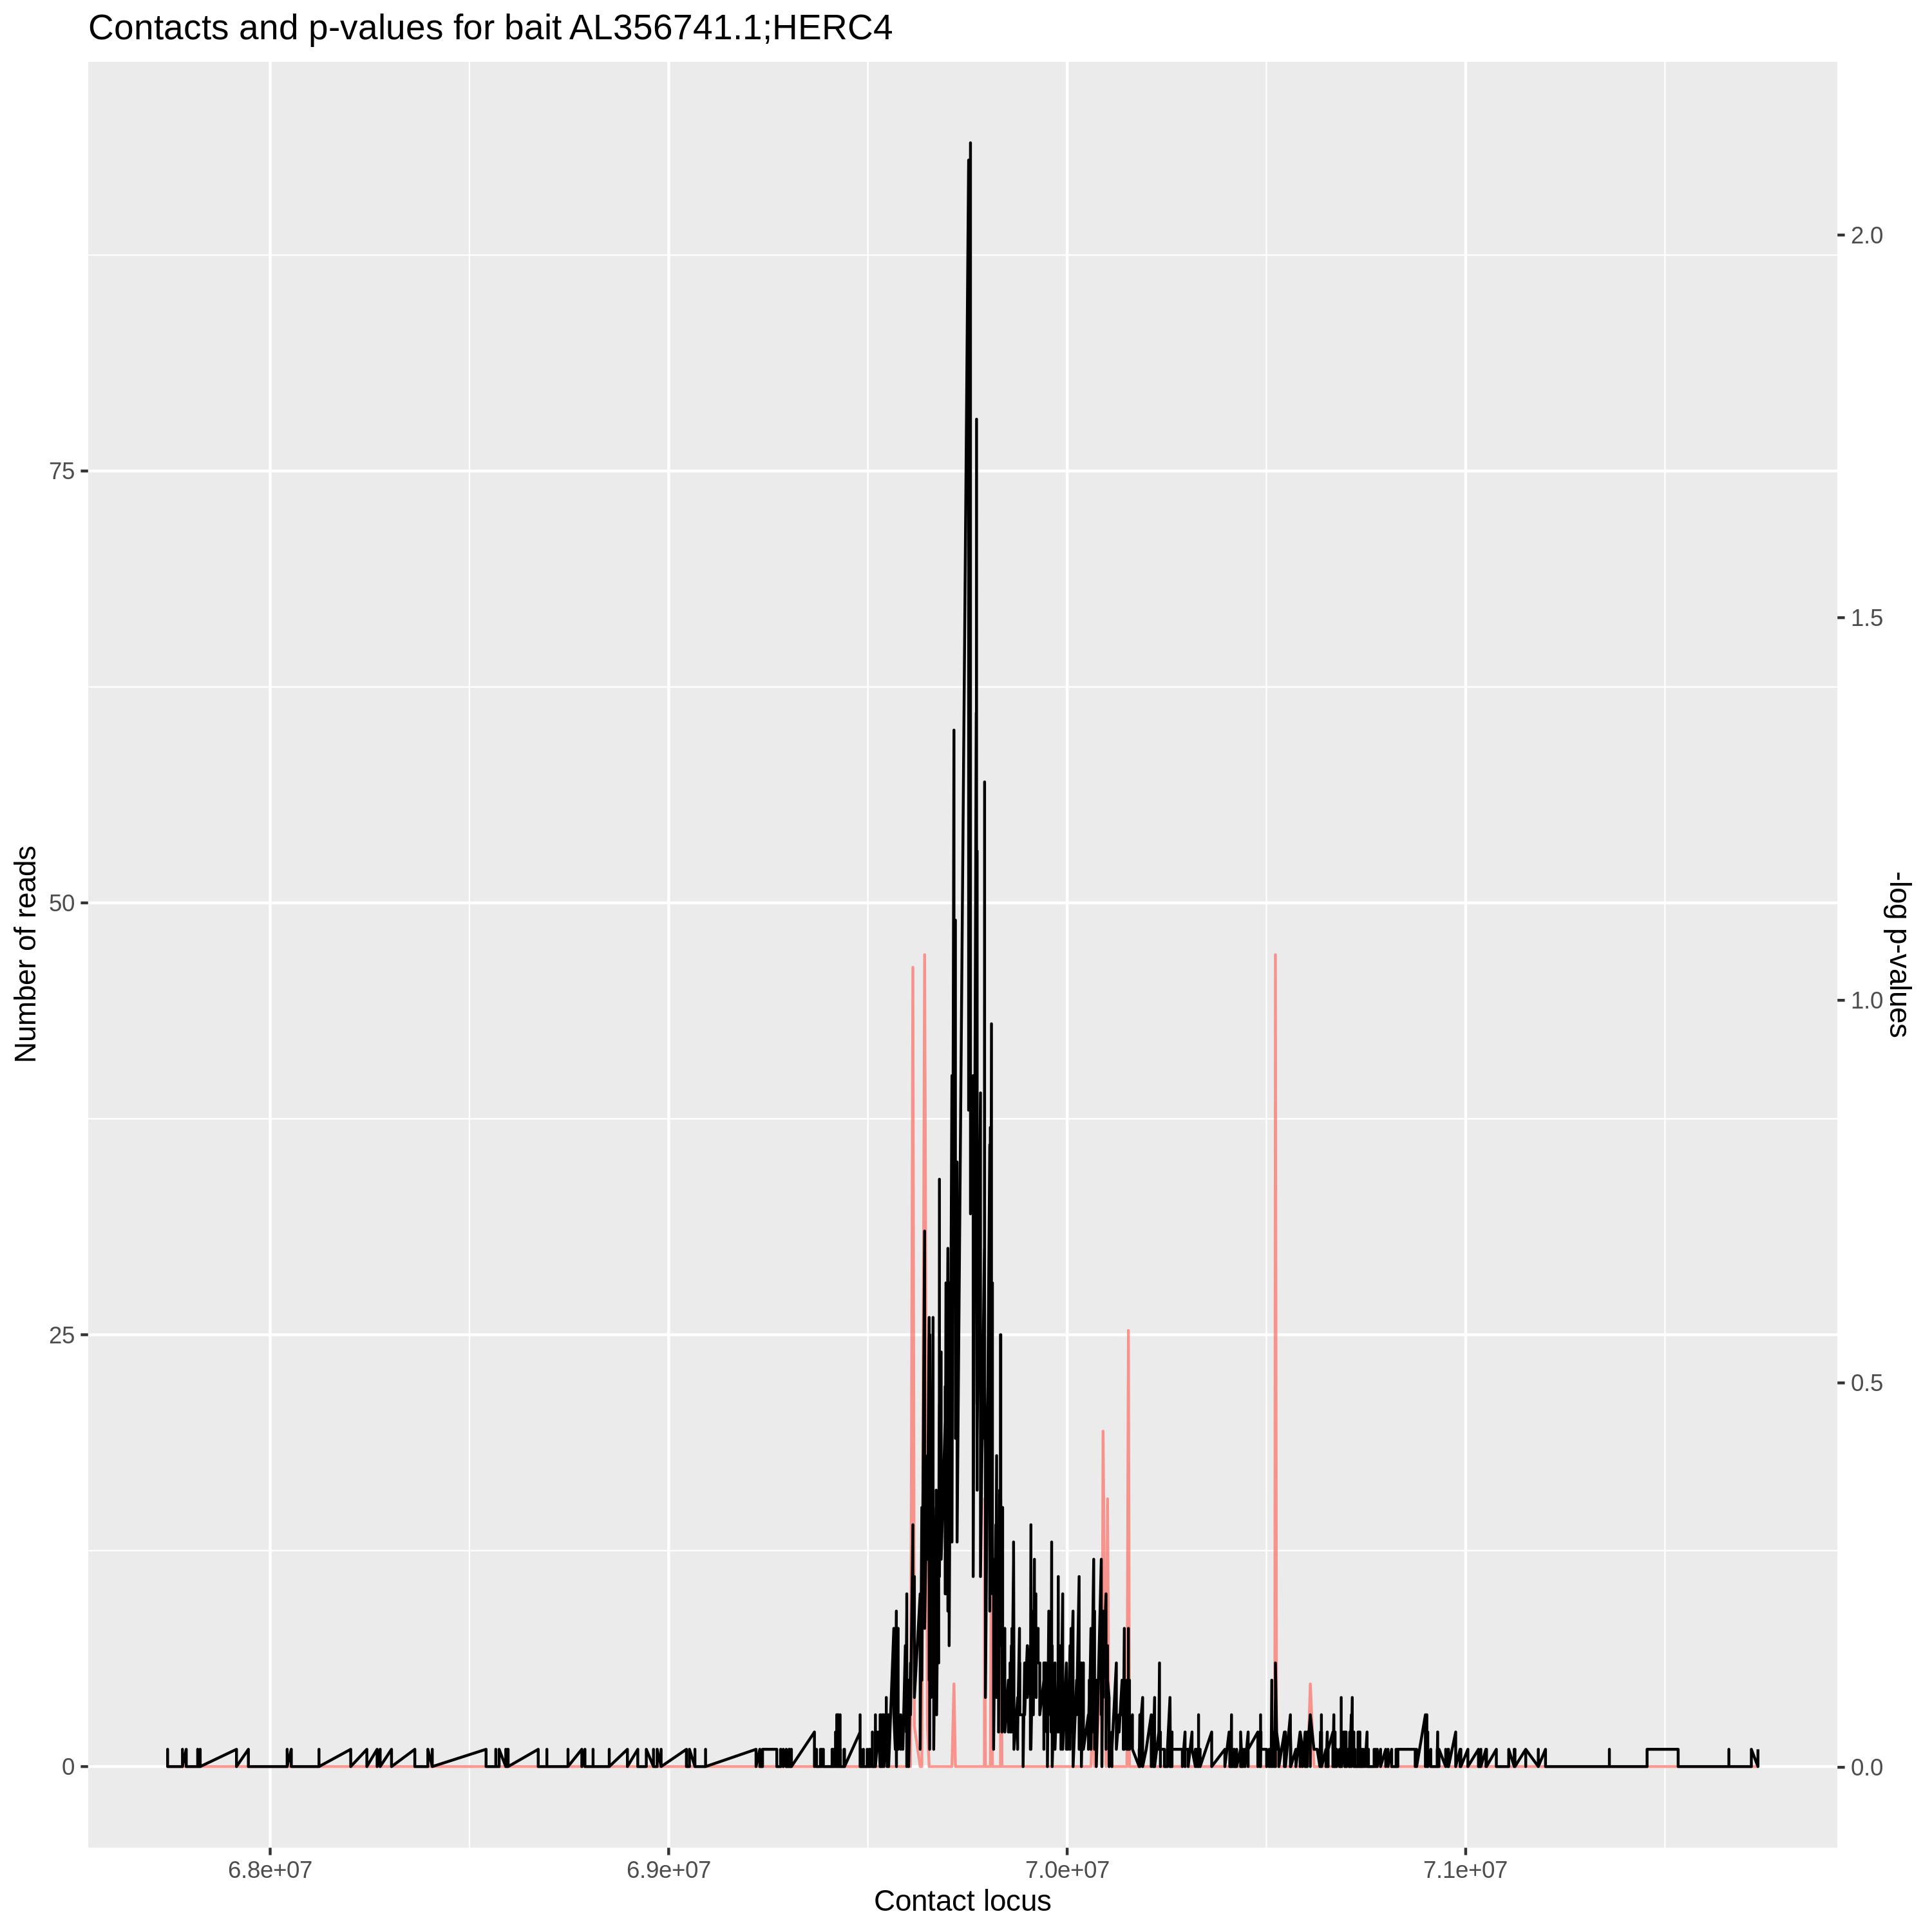 Contacts and p-values for bait AL356741.1;HERC4
Number of reads
75
50
25
0
2.0
1.5
1.0
0.5
0.0
-log p-values
6.8e+07 6.9e+07 7.0e+07 7.1e+07
Contact locus